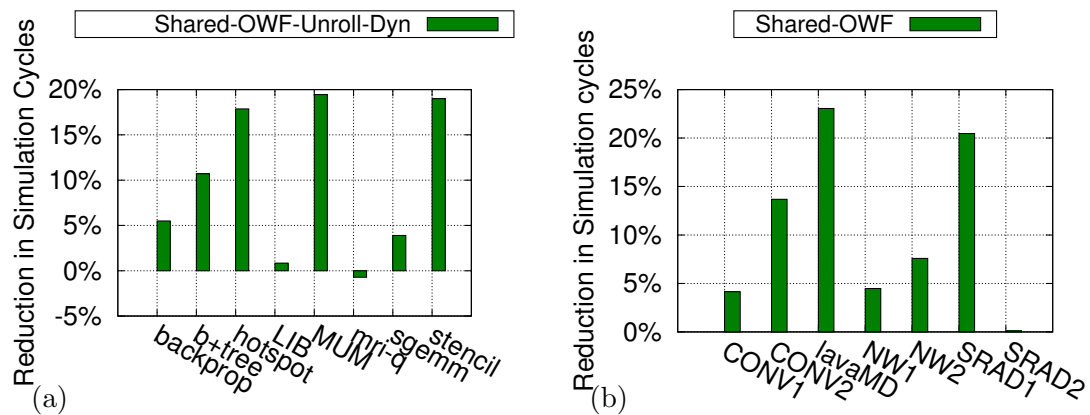 Shared-OWF-Unroll-Dyn
Reduction in Simulation Cycles
20%
15%
10%
5%
0%
-5%
backprop
b+tree
hotspot
LIB
MUM
mri-q
sgemm
stencil
(a)
Shared-OWF
Reduction in Simulation cycles
25%
20%
15%
10%
5%
0%
CONV1
CONV2
lavaMD
NW1
NW2
SRAD1
SRAD2
(b)